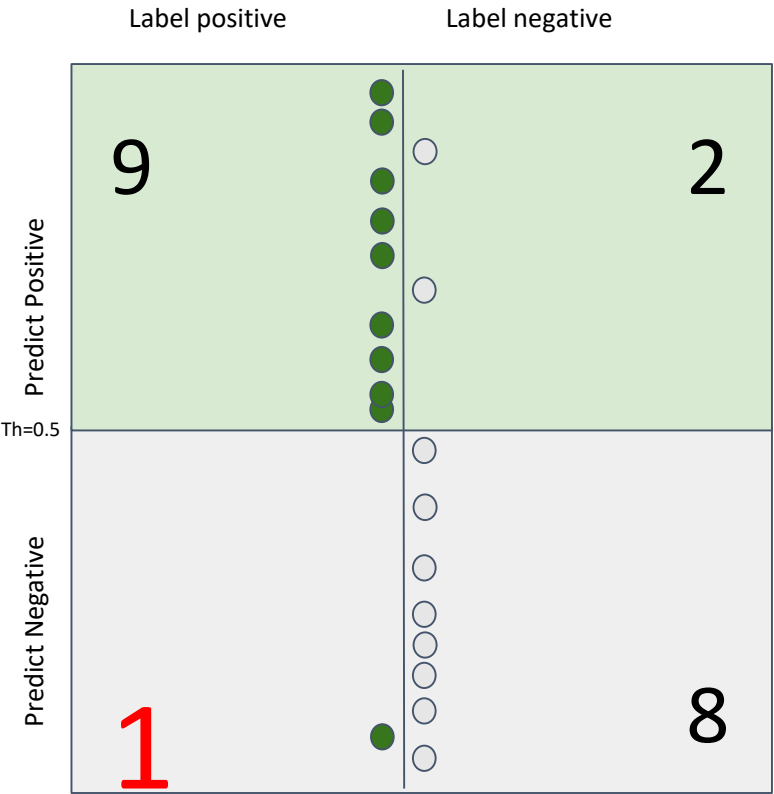 Label positive
Label negative
9
2
Predict Positive
Th=0.5
Predict Negative
1
8